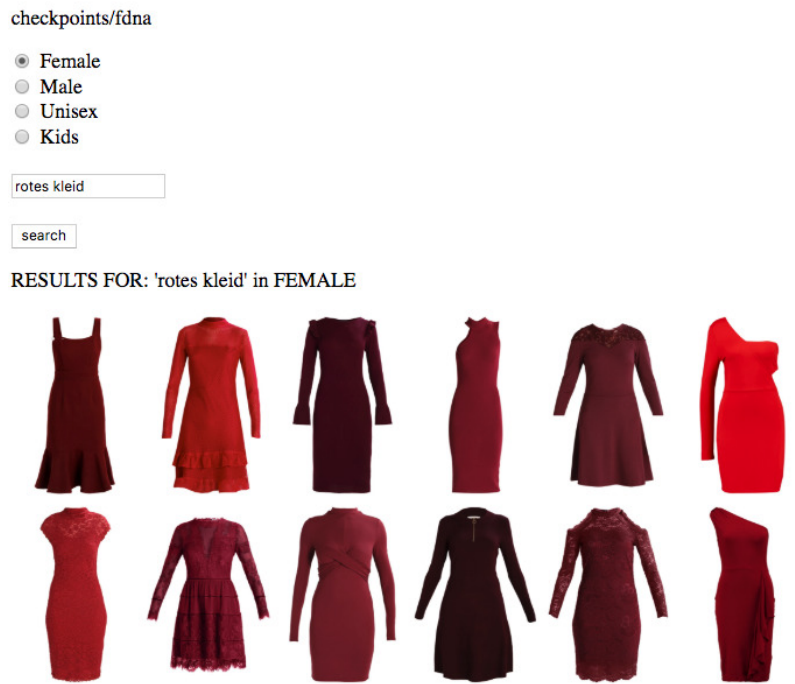 checkpoints/fdna
Female
Male
Unisex
Kids
rotes kleid
search
RESULTS FOR: 'rotes kleid' in FEMALE